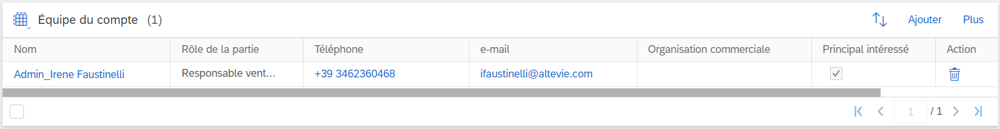 Équipe du compte (1) Ajouter Plus
Nom Rôle de la partie Téléphone e-mail Organisation commerciale Principal intéressé Action
Admin_Irene Faustinelli Responsable vent... +39 3462360468 ifaustinelli@altevie.com
1 / 1